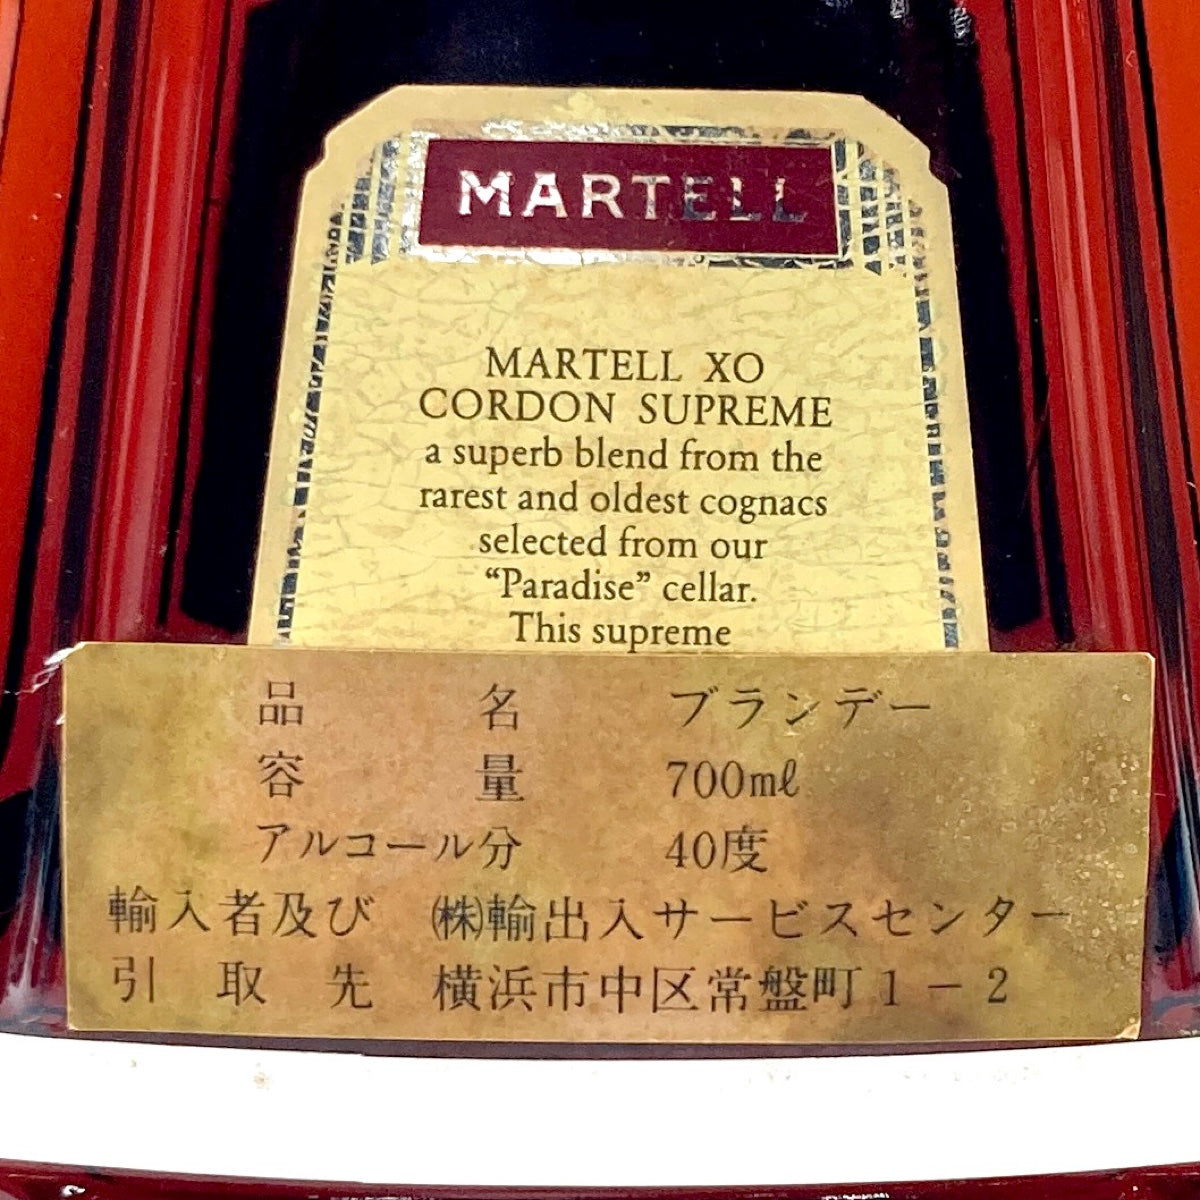 MARTELL
MARTELL XO
CORDON SUPREME
a superb blend from the
rarest and oldest cognacs
selected from our
“Paradise” cellar.
This supreme
品名 ブランデー
容量 700mℓ
アルコール分 40度
輸入者及び ㈱輸出入サービスセンター
引取先 横浜市中区常盤町1－2